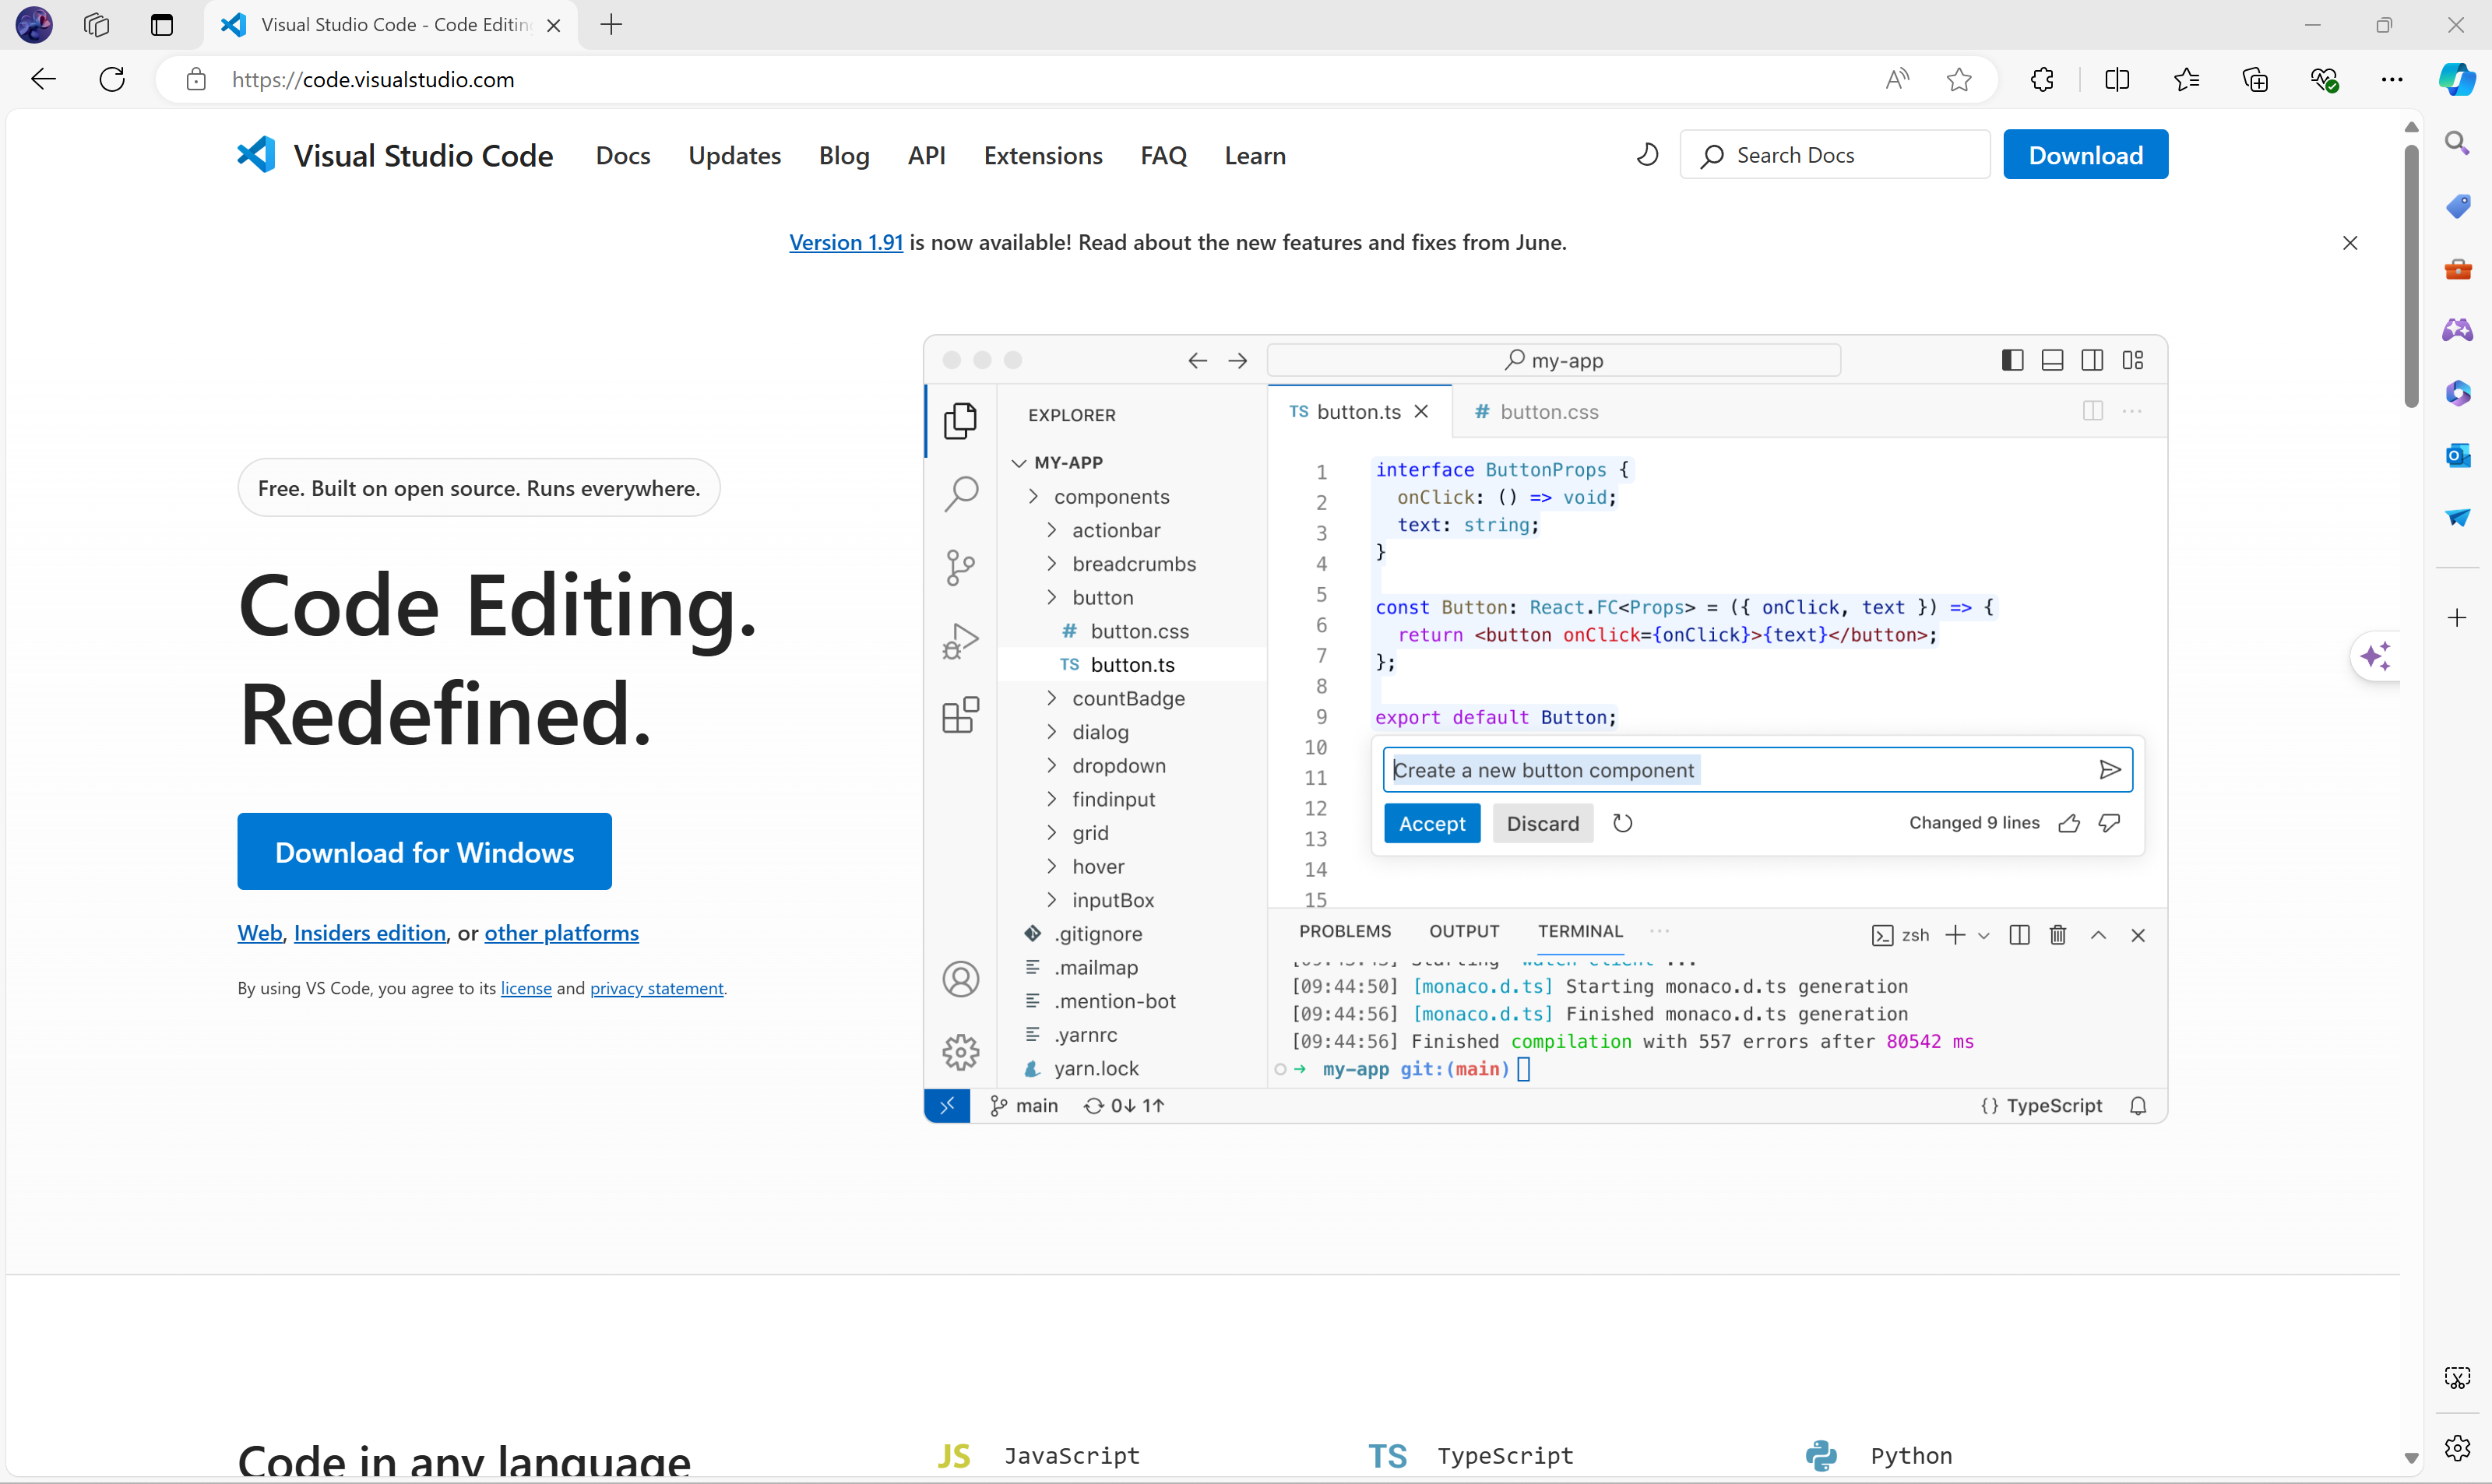 Visual Studio Code - Code Editing
https://code.visualstudio.com
Visual Studio Code
Docs
Updates
Blog
API
Extensions
FAQ
Learn
Search Docs
Download
Version 1.91 is now available! Read about the new features and fixes from June.
Free. Built on open source. Runs everywhere.
Code Editing.
Redefined.
Download for Windows
Web, Insiders edition, or other platforms
By using VS Code, you agree to its license and privacy statement.
my-app
EXPLORER
MY-APP
components
actionbar
breadcrumbs
button
# button.css
TS button.ts
countBadge
dialog
dropdown
findinput
grid
hover
inputBox
.gitignore
.mailmap
.mention-bot
.yarnrc
yarn.lock
TS button.ts
# button.css
1 interface ButtonProps {
2 onClick: () => void;
3 text: string;
4 }
5
6 const Button: React.FC<Props> = ({ onClick, text }) => {
7 return <button onClick={onClick}>{text}</button>;
8 };
9
10 export default Button;
11
12
13
14
15
Create a new button component
Accept
Discard
Changed 9 lines
PROBLEMS
OUTPUT
TERMINAL
zsh
[09:44:50] [monaco.d.ts] Starting monaco.d.ts generation
[09:44:56] [monaco.d.ts] Finished monaco.d.ts generation
[09:44:56] Finished compilation with 557 errors after 80542 ms
my-app git:(main)
main
0↓ 1↑
{} TypeScript
Code in any language
JS JavaScript
TS TypeScript
Python